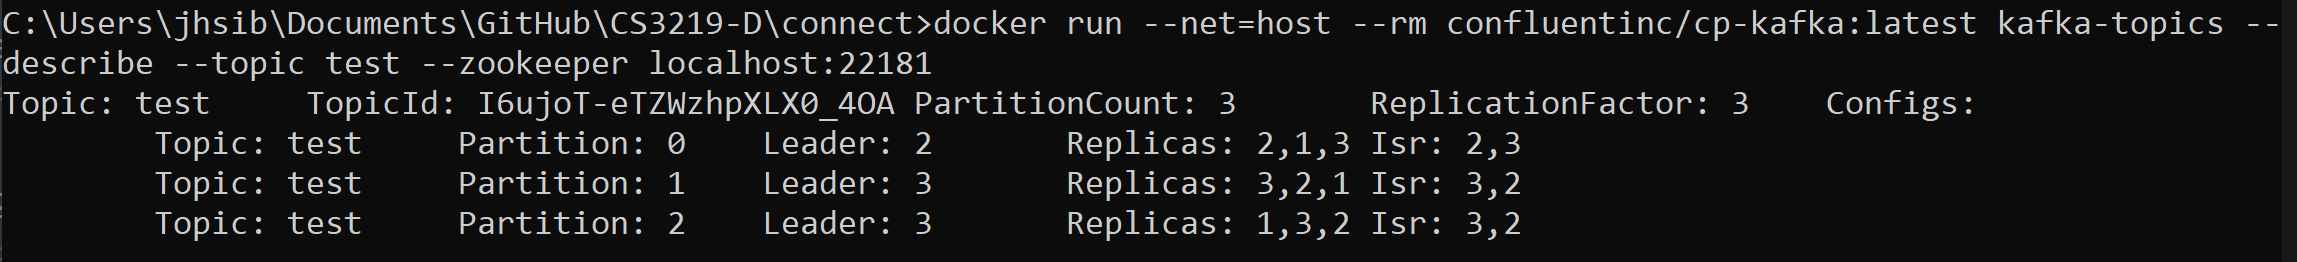 C:\Users\jhsib\Documents\GitHub\CS3219-D\connect>docker run --net=host --rm confluentinc/cp-kafka:latest kafka-topics --
describe --topic test --zookeeper localhost:22181
Topic: test     TopicId: I6ujoT-eTZWzhpXLX0_4OA PartitionCount: 3       ReplicationFactor: 3    Configs:
        Topic: test     Partition: 0    Leader: 2       Replicas: 2,1,3 Isr: 2,3
        Topic: test     Partition: 1    Leader: 3       Replicas: 3,2,1 Isr: 3,2
        Topic: test     Partition: 2    Leader: 3       Replicas: 1,3,2 Isr: 3,2